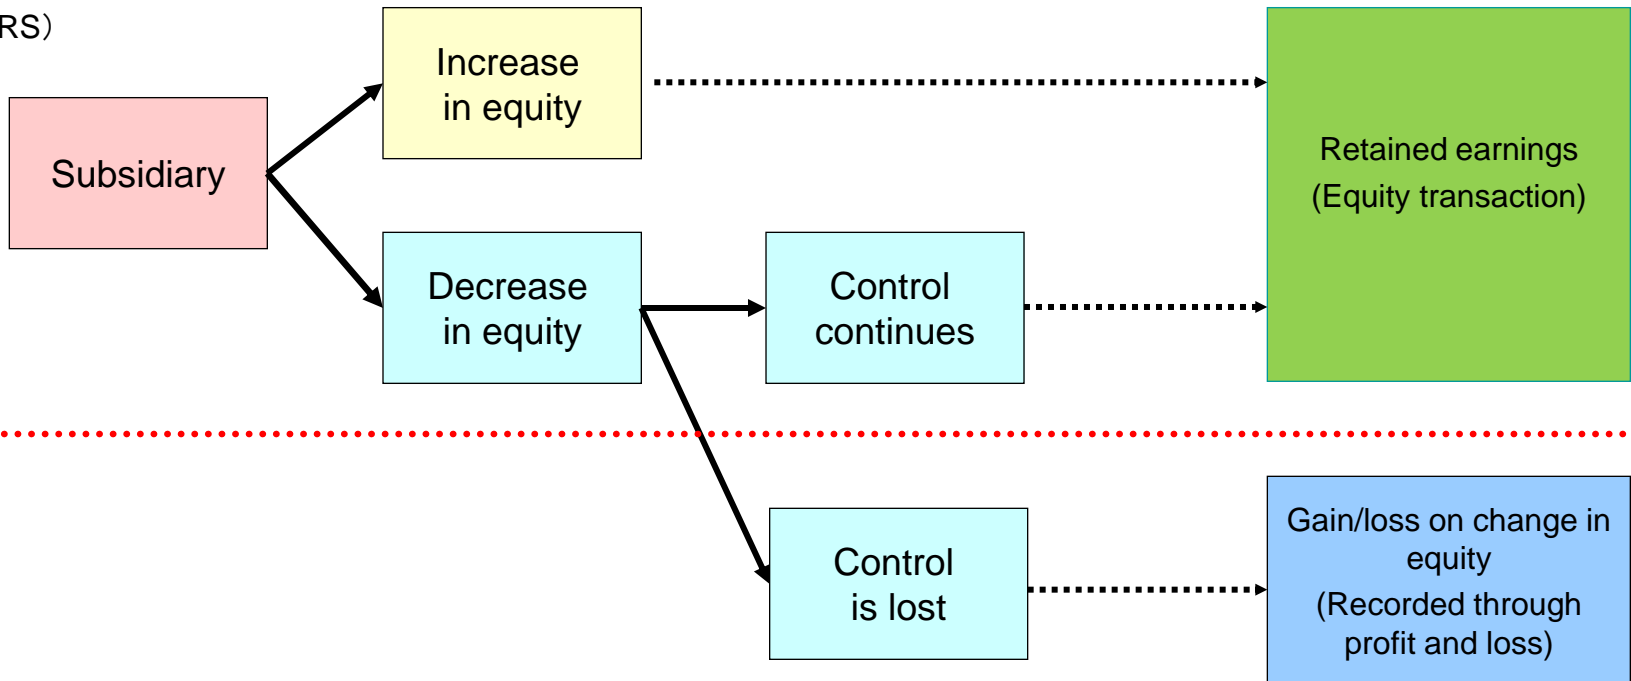 RS）
Increase
in equity
Subsidiary
Retained earnings
(Equity transaction)
Decrease
in equity
Control
continues
Control
is lost
Gain/loss on change in
equity
(Recorded through
profit and loss)